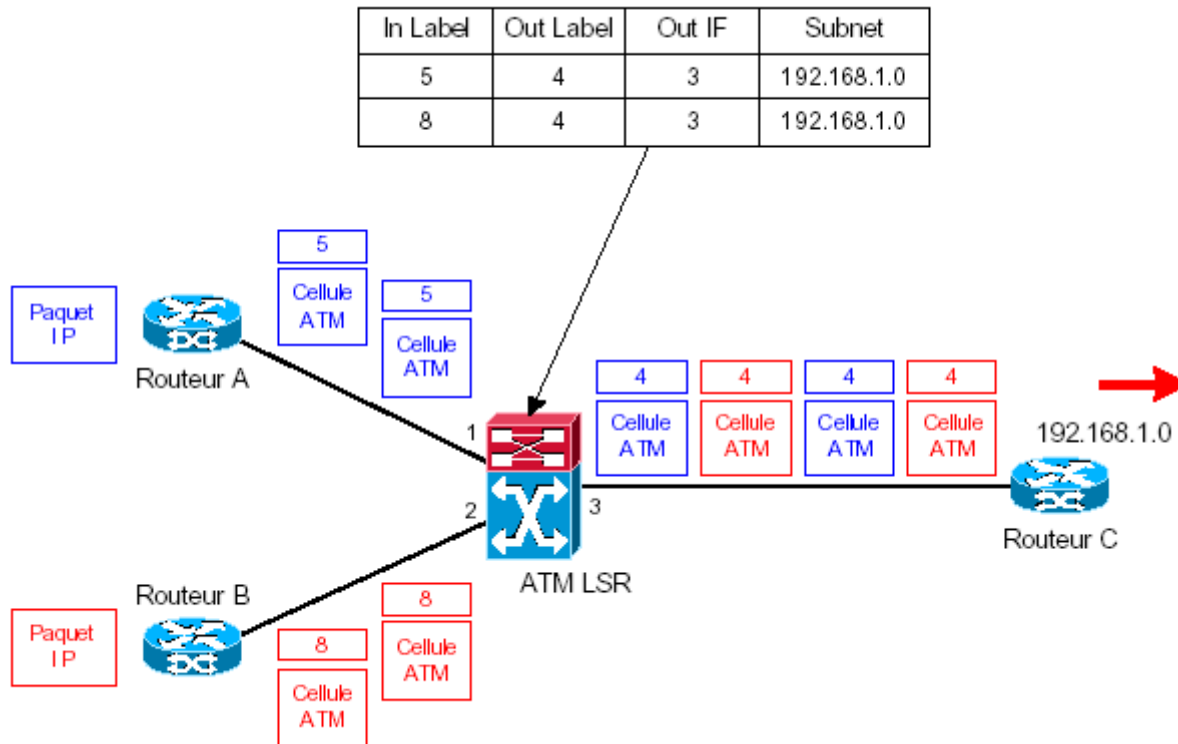 In Label Out Label Out IF Subnet
5 4 3 192.168.1.0
8 4 3 192.168.1.0
5
Cellule
ATM
5
Cellule
ATM
Paquet
IP
Routeur A
4 4 4 4
Cellule Cellule Cellule Cellule
ATM ATM ATM ATM
192.168.1.0
1
2
3
Routeur C
ATM LSR
Routeur B
Paquet
IP
8
Cellule
ATM
8
Cellule
ATM